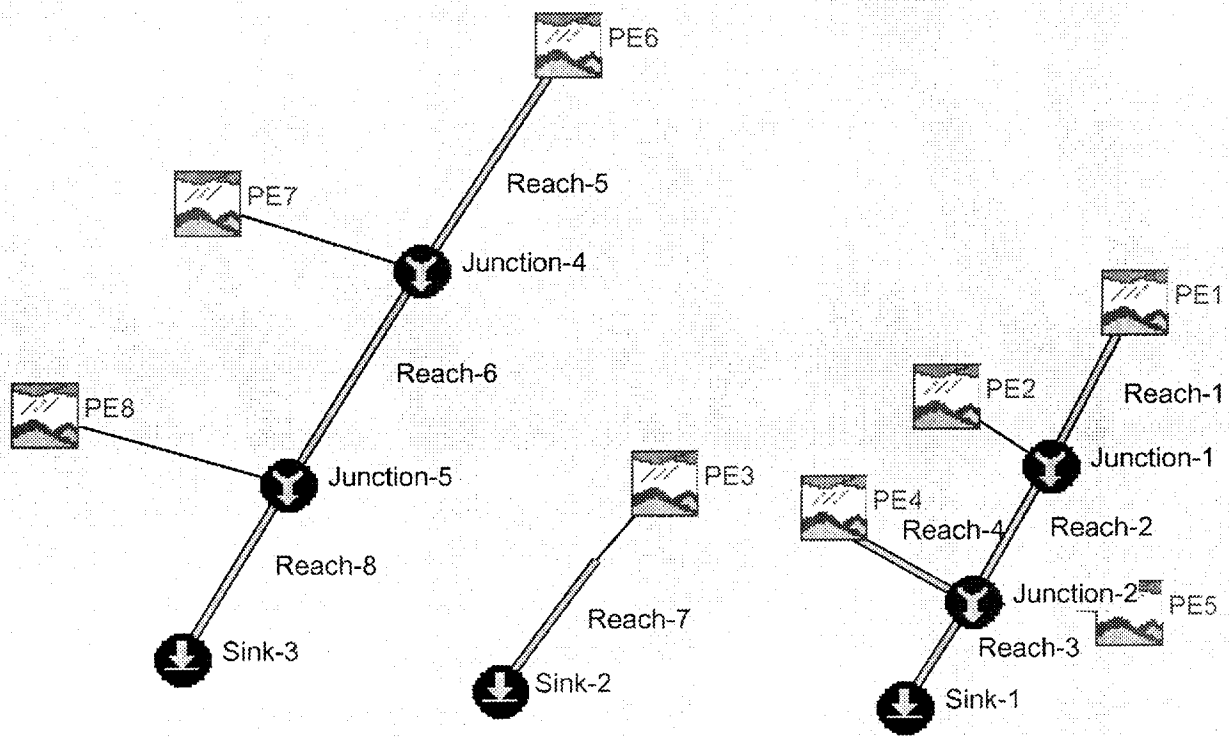 PE6
Reach-5
PE7
Junction-4
PE1
Reach-6
PE2
Reach-1
PE8
Junction-1
Junction-5
PE3
PE4
Reach-4
Reach-2
Reach-8
Junction-2
PE5
Reach-7
Reach-3
Sink-3
Sink-2
Sink-1